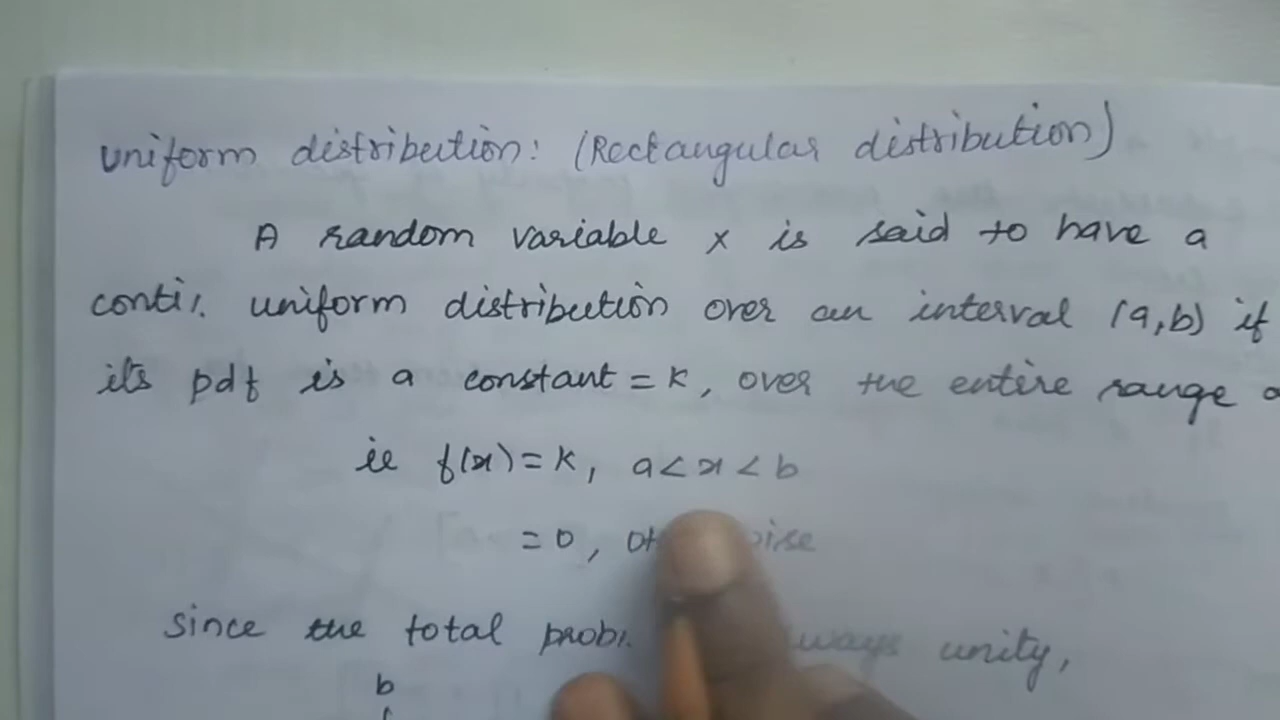 uniform distribution: (Rectangular distribution)
A random variable x is said to have a
conti/. uniform distribution over an interval (a,b) if
its pdf is a constant = k, over the entire range
ie f(x) = k, a < x < b
= 0,
since the total prob/. always unity,
b